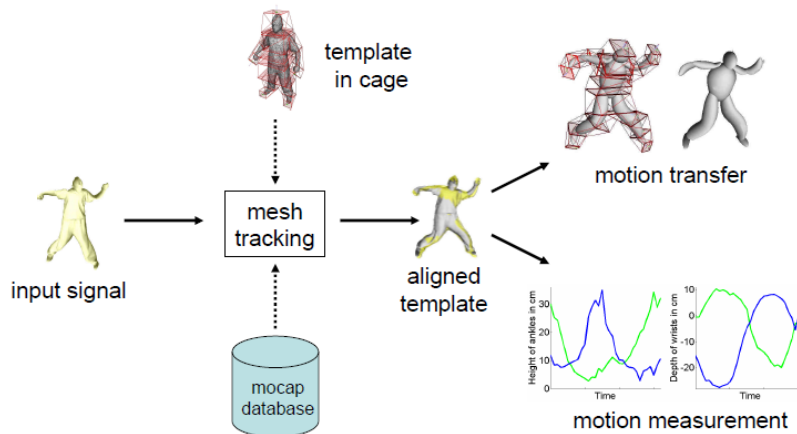 template
in cage
motion transfer
mesh
tracking
input signal
aligned
template
mocap
database
Height of ankles in cm
30
20
10
0
Time
Depth of wrists in cm
10
0
-10
-20
Time
motion measurement